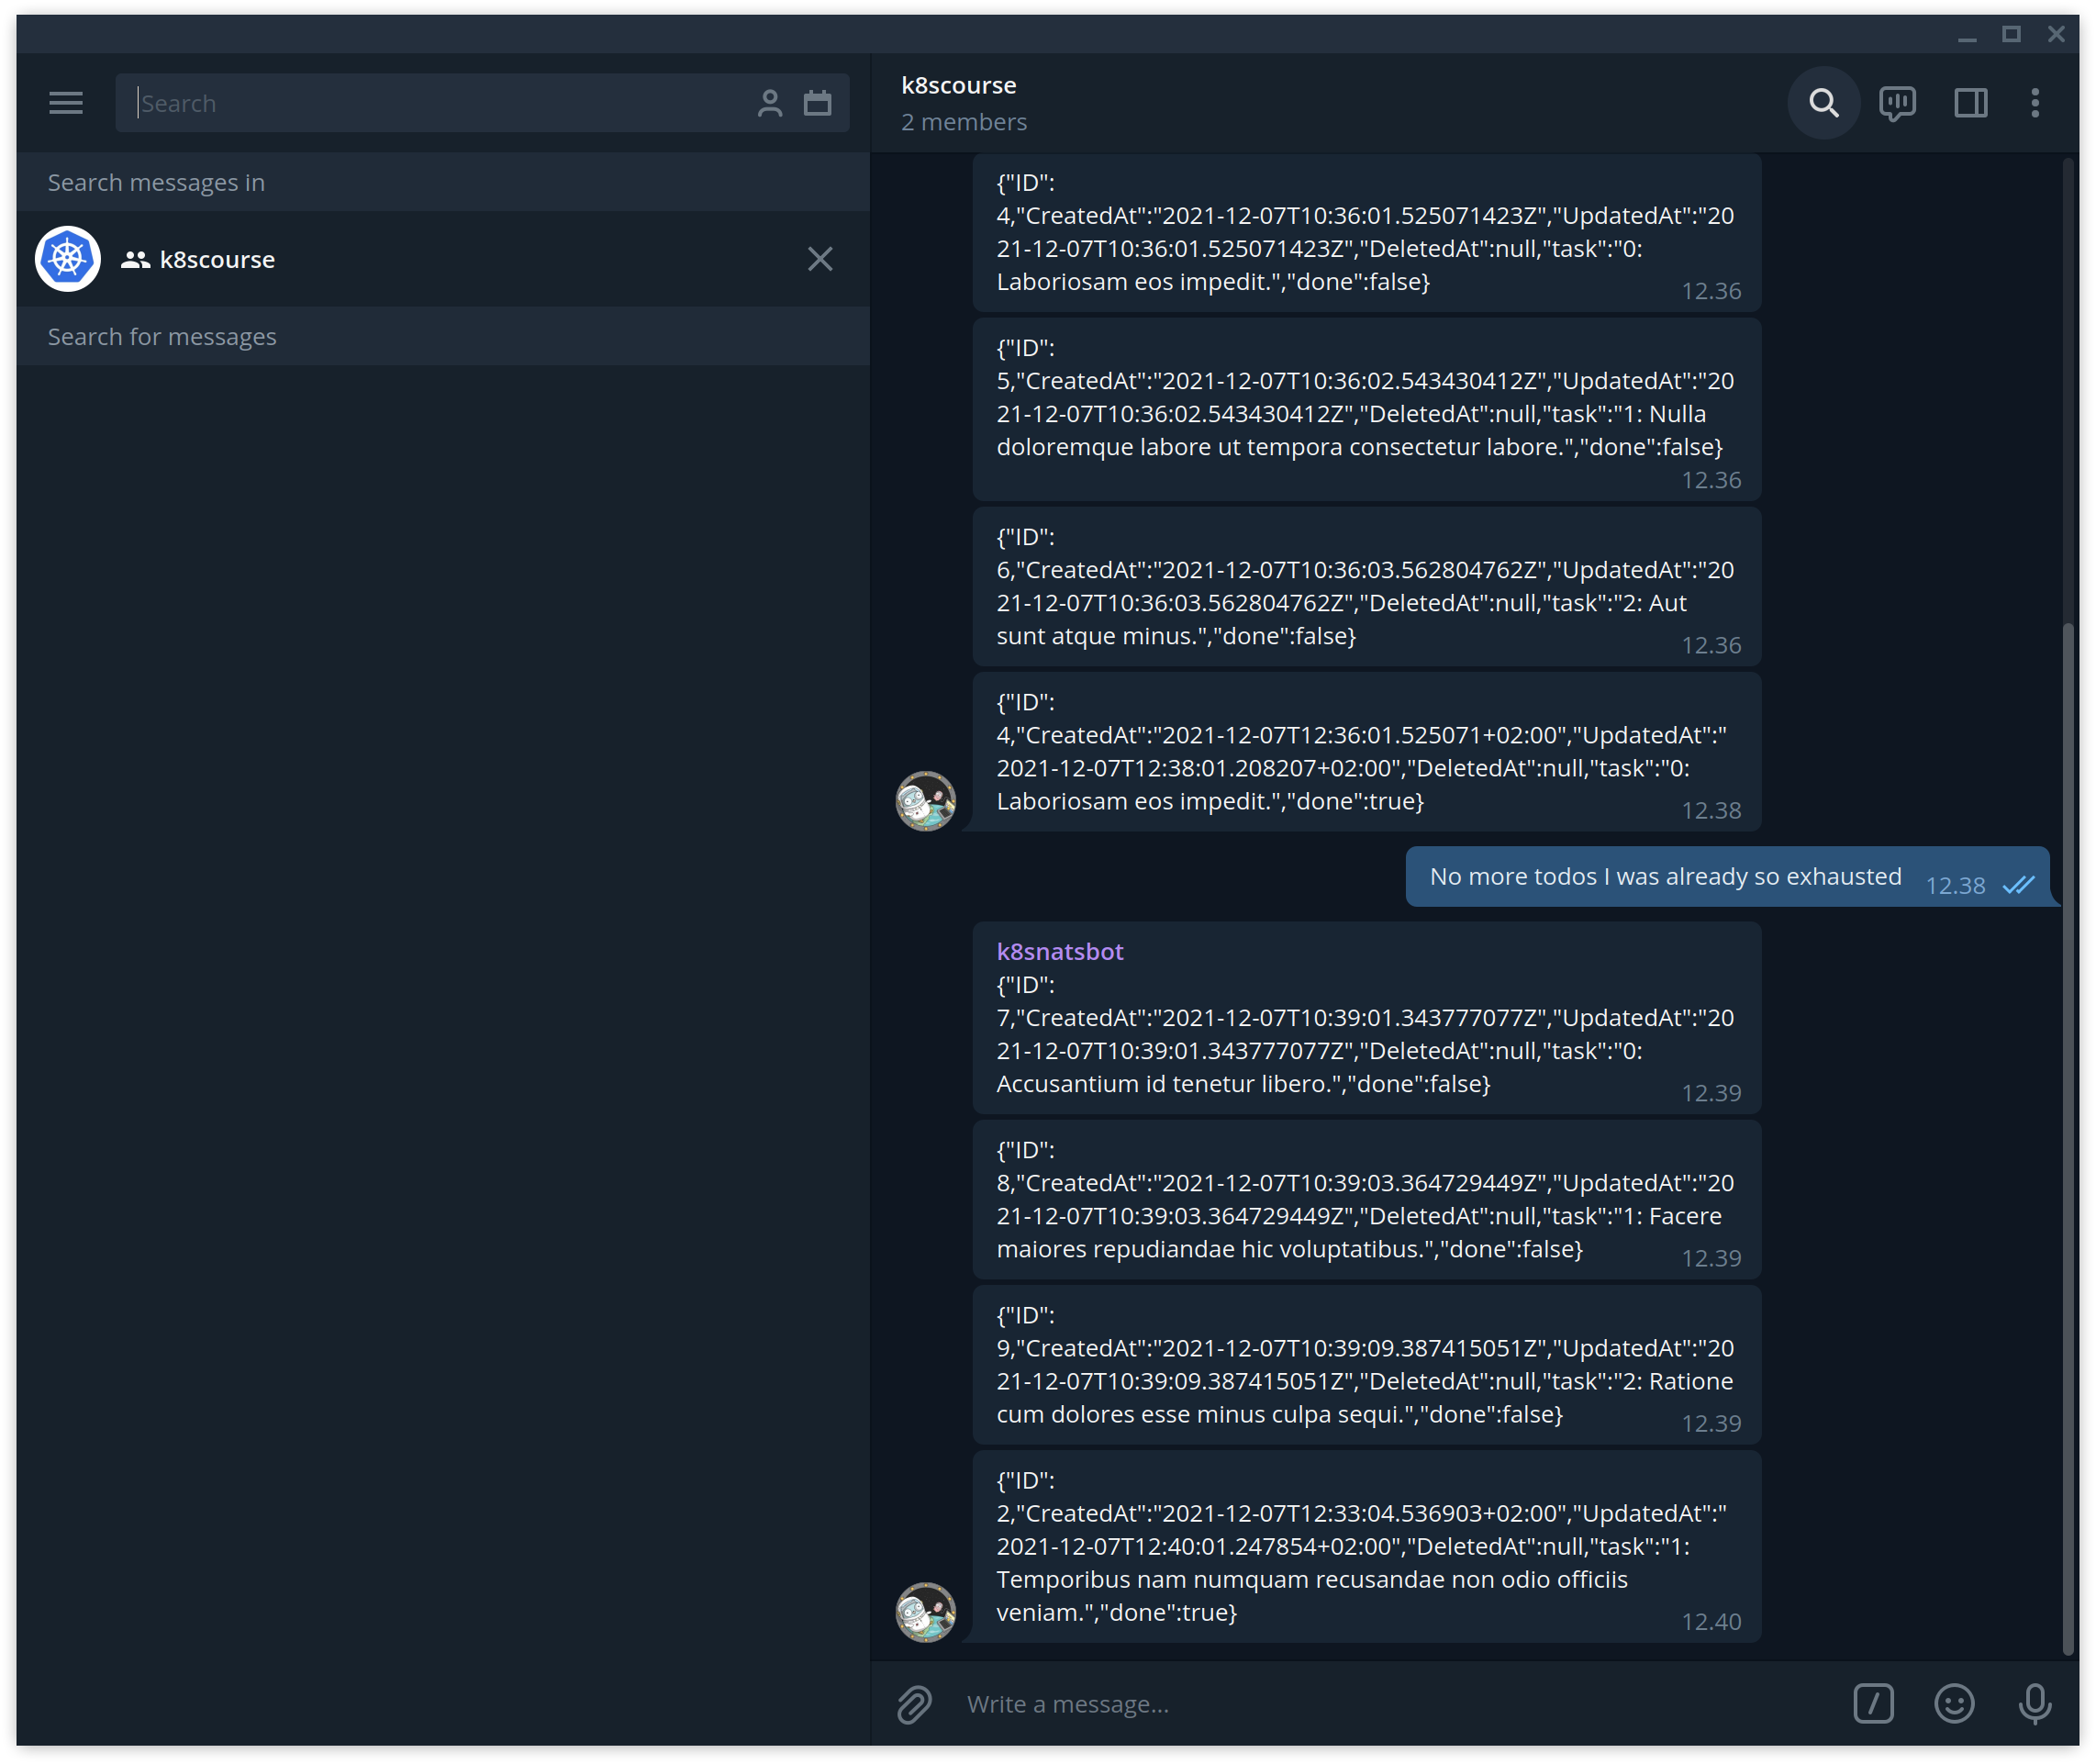 Search
Search messages in
k8scourse
Search for messages
k8scourse
2 members
{"ID":
4,"CreatedAt":"2021-12-07T10:36:01.525071423Z","UpdatedAt":"20
21-12-07T10:36:01.525071423Z","DeletedAt":null,"task":"0:
Laboriosam eos impedit.","done":false}
12.36
{"ID":
5,"CreatedAt":"2021-12-07T10:36:02.543430412Z","UpdatedAt":"20
21-12-07T10:36:02.543430412Z","DeletedAt":null,"task":"1: Nulla
doloremque labore ut tempora consectetur labore.","done":false}
12.36
{"ID":
6,"CreatedAt":"2021-12-07T10:36:03.562804762Z","UpdatedAt":"20
21-12-07T10:36:03.562804762Z","DeletedAt":null,"task":"2: Aut
sunt atque minus.","done":false}
12.36
{"ID":
4,"CreatedAt":"2021-12-07T12:36:01.525071+02:00","UpdatedAt":"
2021-12-07T12:38:01.208207+02:00","DeletedAt":null,"task":"0:
Laboriosam eos impedit.","done":true}
12.38
No more todos I was already so exhausted 12.38
k8snatsbot
{"ID":
7,"CreatedAt":"2021-12-07T10:39:01.343777077Z","UpdatedAt":"20
21-12-07T10:39:01.343777077Z","DeletedAt":null,"task":"0:
Accusantium id tenetur libero.","done":false}
12.39
{"ID":
8,"CreatedAt":"2021-12-07T10:39:03.364729449Z","UpdatedAt":"20
21-12-07T10:39:03.364729449Z","DeletedAt":null,"task":"1: Facere
maiores repudiandae hic voluptatibus.","done":false}
12.39
{"ID":
9,"CreatedAt":"2021-12-07T10:39:09.387415051Z","UpdatedAt":"20
21-12-07T10:39:09.387415051Z","DeletedAt":null,"task":"2: Ratione
cum dolores esse minus culpa sequi.","done":false}
12.39
{"ID":
2,"CreatedAt":"2021-12-07T12:33:04.536903+02:00","UpdatedAt":"
2021-12-07T12:40:01.247854+02:00","DeletedAt":null,"task":"1:
Temporibus nam numquam recusandae non odio officiis
veniam.","done":true}
12.40
Write a message...